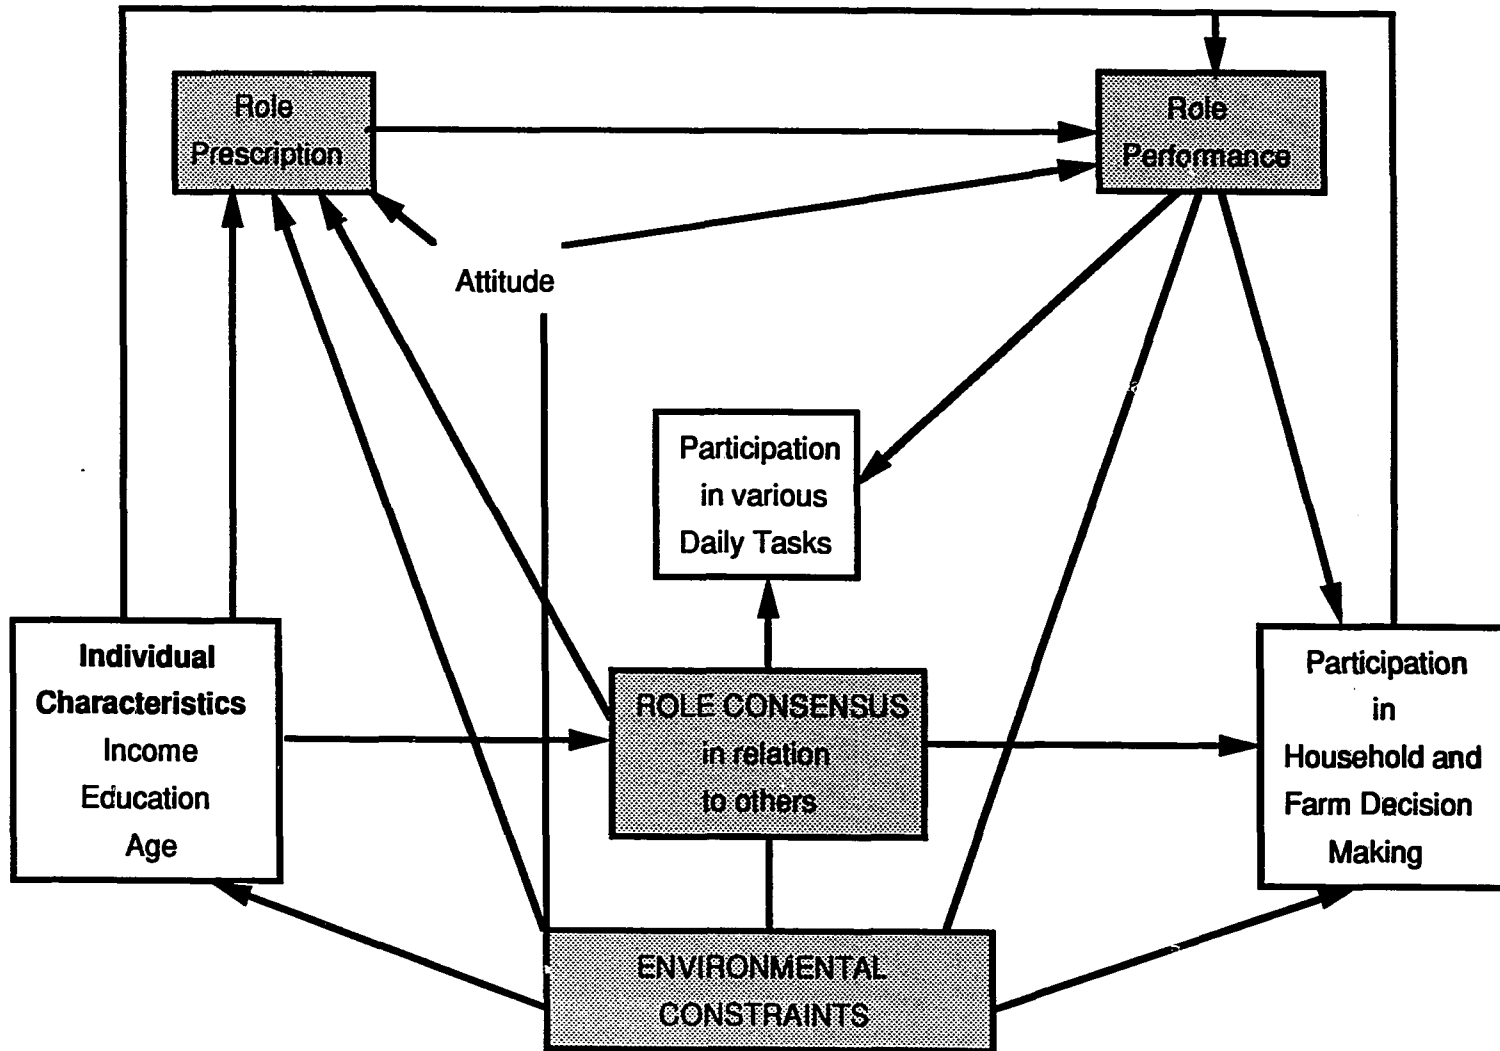 Role
Prescription
Role
Performance
Attitude
Participation
in various
Daily Tasks
Individual
Characteristics
Income
Education
Age
ROLE CONSENSUS
in relation
to others
Participation
in
Household and
Farm Decision
Making
ENVIRONMENTAL
CONSTRAINTS